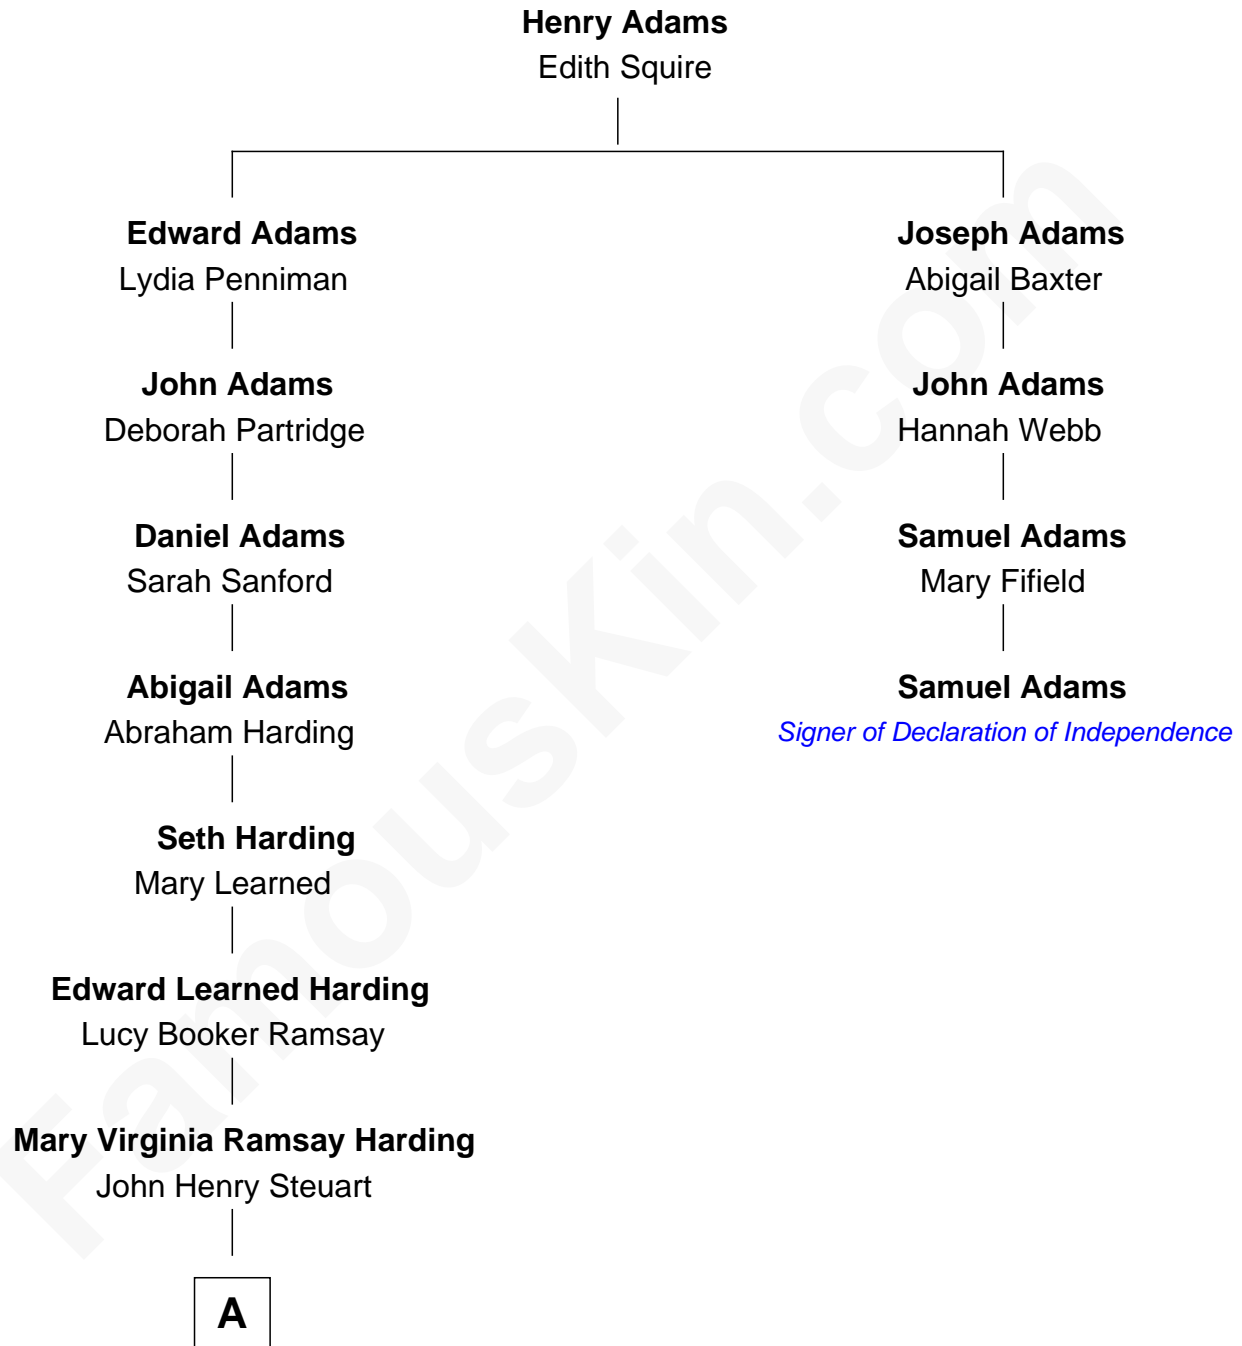 Henry Adams
Edith Squire
Edward Adams
Lydia Penniman
Joseph Adams
Abigail Baxter
John Adams
Deborah Partridge
John Adams
Hannah Webb
Daniel Adams
Sarah Sanford
Samuel Adams
Mary Fifield
Abigail Adams
Abraham Harding
Samuel Adams
Signer of Declaration of Independence
Seth Harding
Mary Learned
Edward Learned Harding
Lucy Booker Ramsay
Mary Virginia Ramsay Harding
John Henry Steuart
A
FamousKin.com